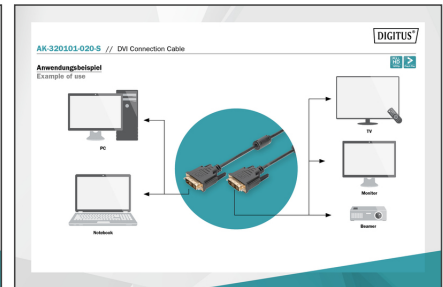 DIGITUS®
AK-320101-020-S // DVI Connection Cable
Anwendungsbeispiel
Example of use
PC
TV
Notebook
Monitor
Beamer